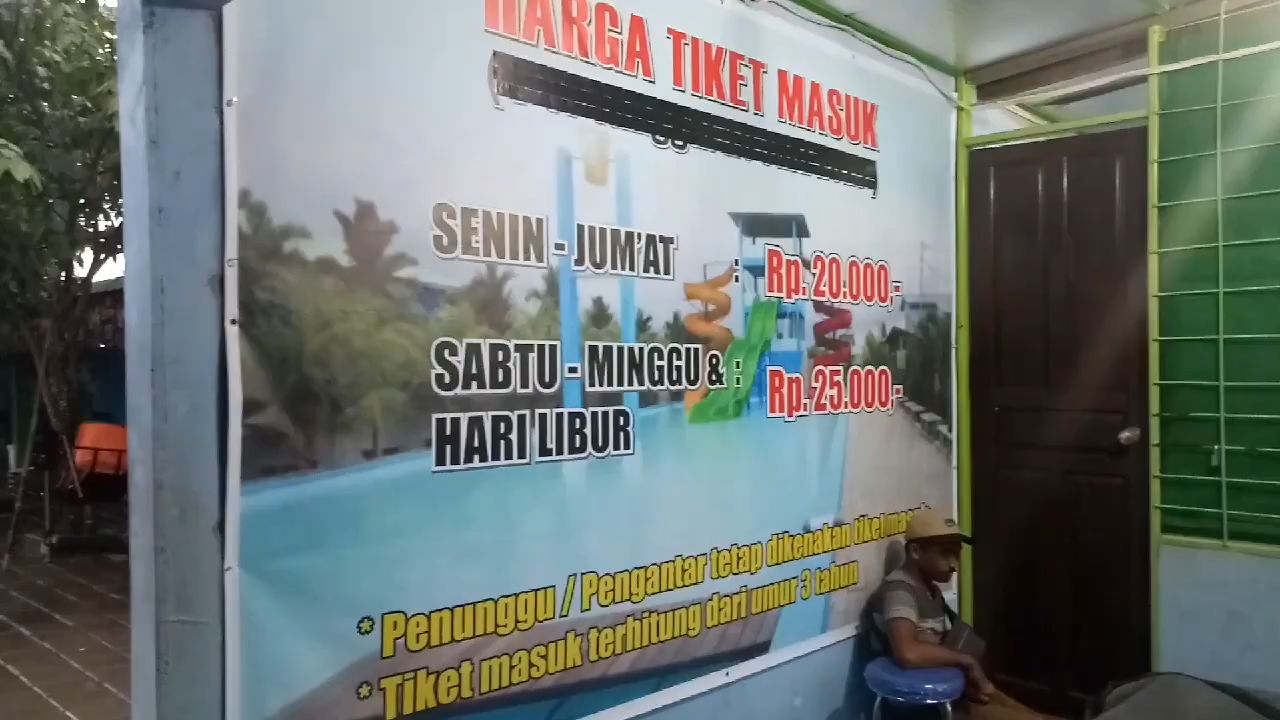 HARGA TIKET MASUK
SENIN - JUM'AT : Rp. 20.000,-
SABTU - MINGGU & : Rp. 25.000,-
HARI LIBUR
* Penunggu / Pengantar tetap dikenakan tiket masuk
* Tiket masuk terhitung dari umur 3 tahun